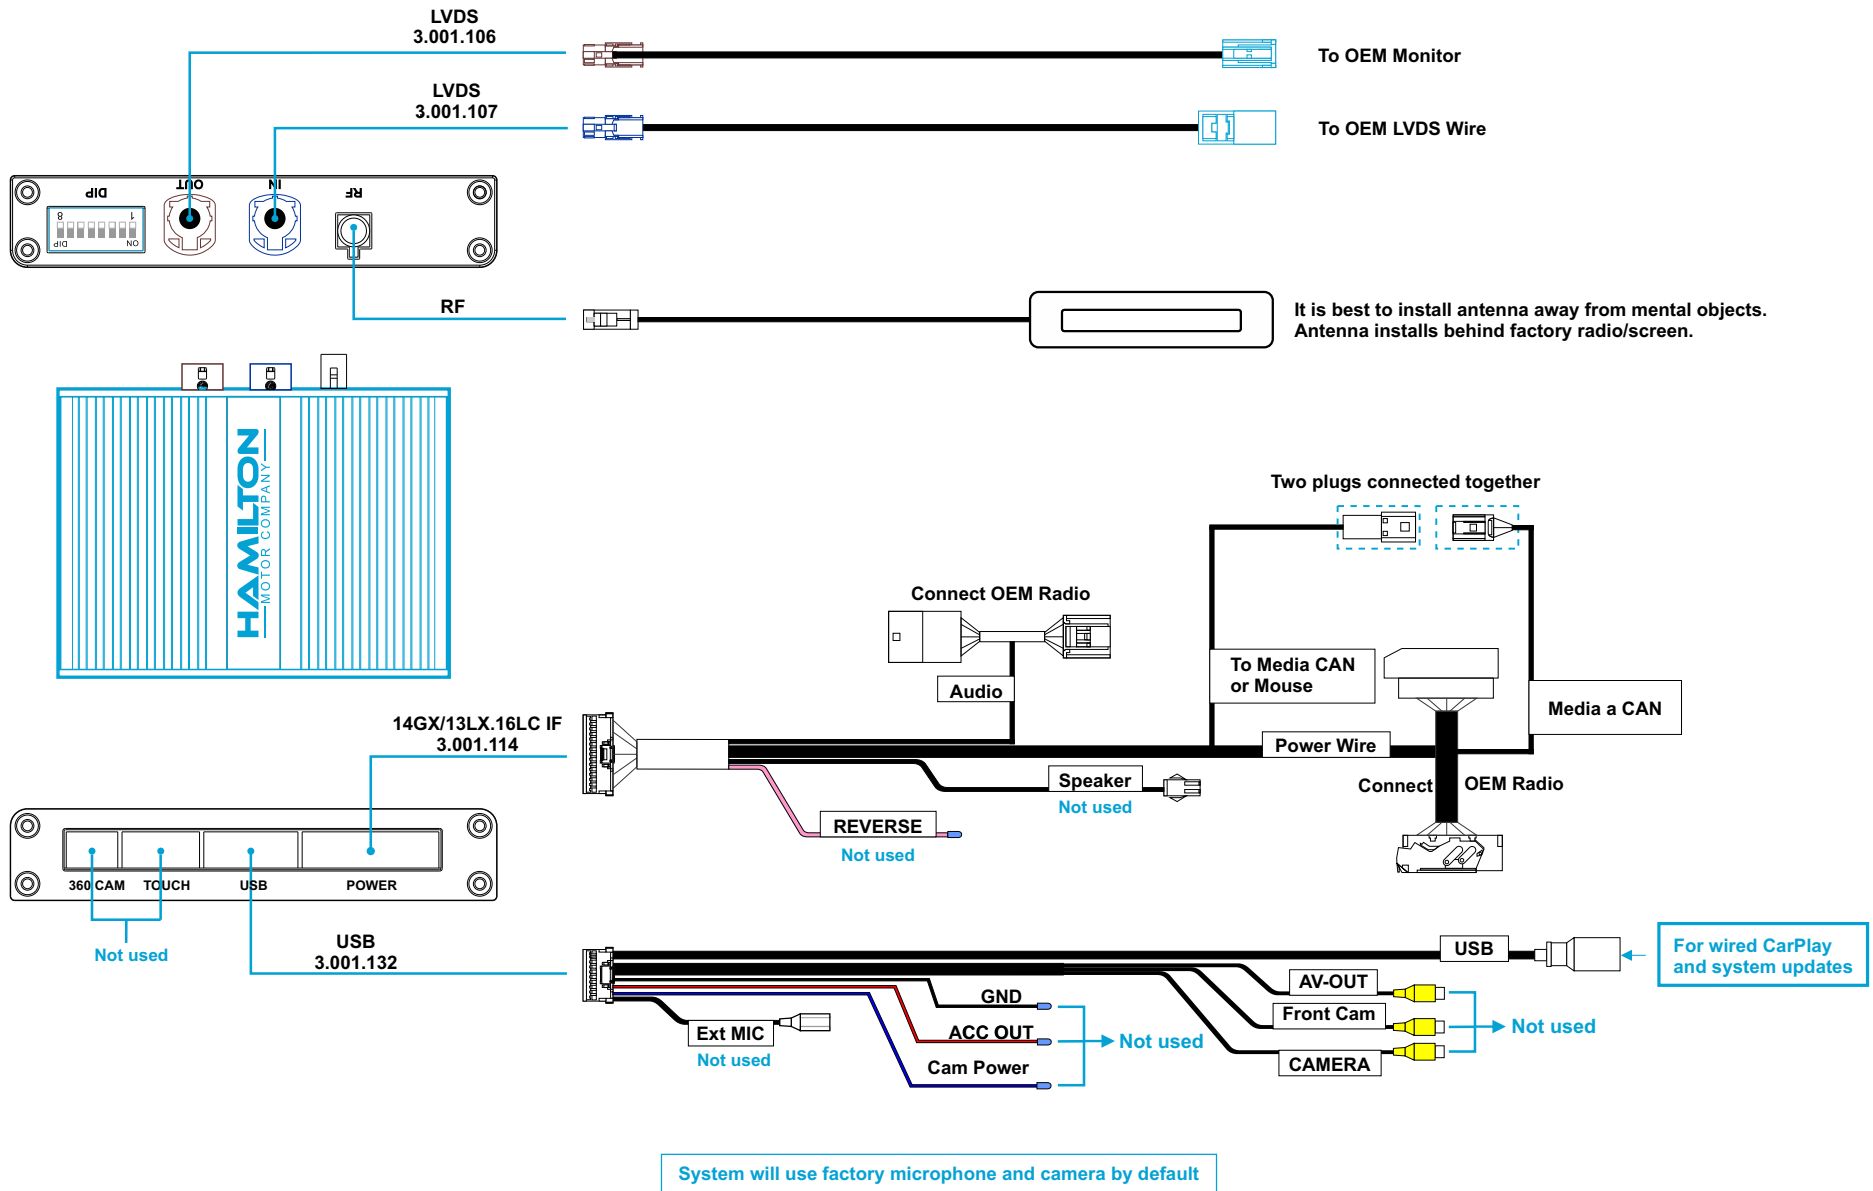 LVDS
3.001.106
To OEM Monitor
LVDS
3.001.107
To OEM LVDS Wire
DIP
OUT
IN
RF
8
1
DIP
ON
RF
It is best to install antenna away from mental objects.
Antenna installs behind factory radio/screen.
HAMILTON
MOTOR COMPANY
Two plugs connected together
Connect OEM Radio
Audio
To Media CAN
or Mouse
Media a CAN
14GX/13LX.16LC IF
3.001.114
Power Wire
Connect
OEM Radio
Speaker
Not used
REVERSE
Not used
360 CAM
TOUCH
USB
POWER
Not used
USB
3.001.132
USB
For wired CarPlay
and system updates
AV-OUT
Front Cam
CAMERA
Not used
GND
ACC OUT
Cam Power
Not used
Ext MIC
Not used
System will use factory microphone and camera by default